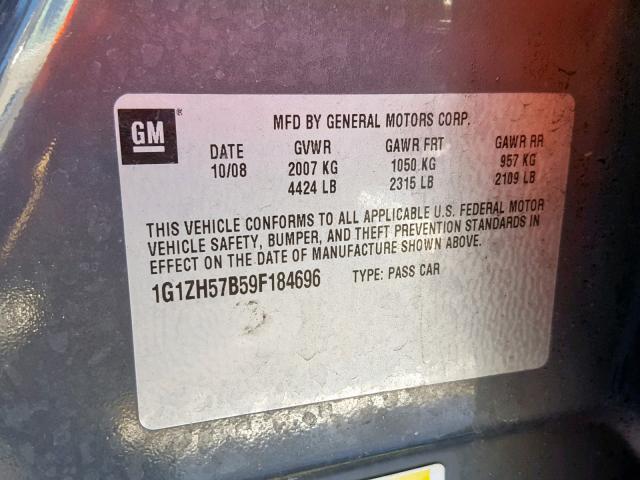 GM ®
MFD BY GENERAL MOTORS CORP.
DATE GVWR GAWR FRT GAWR RR
10/08 2007 KG 1050 KG 957 KG
4424 LB 2315 LB 2109 LB
THIS VEHICLE CONFORMS TO ALL APPLICABLE U.S. FEDERAL MOTOR
VEHICLE SAFETY, BUMPER, AND THEFT PREVENTION STANDARDS IN
EFFECT ON THE DATE OF MANUFACTURE SHOWN ABOVE.
1G1ZH57B59F184696 TYPE: PASS CAR